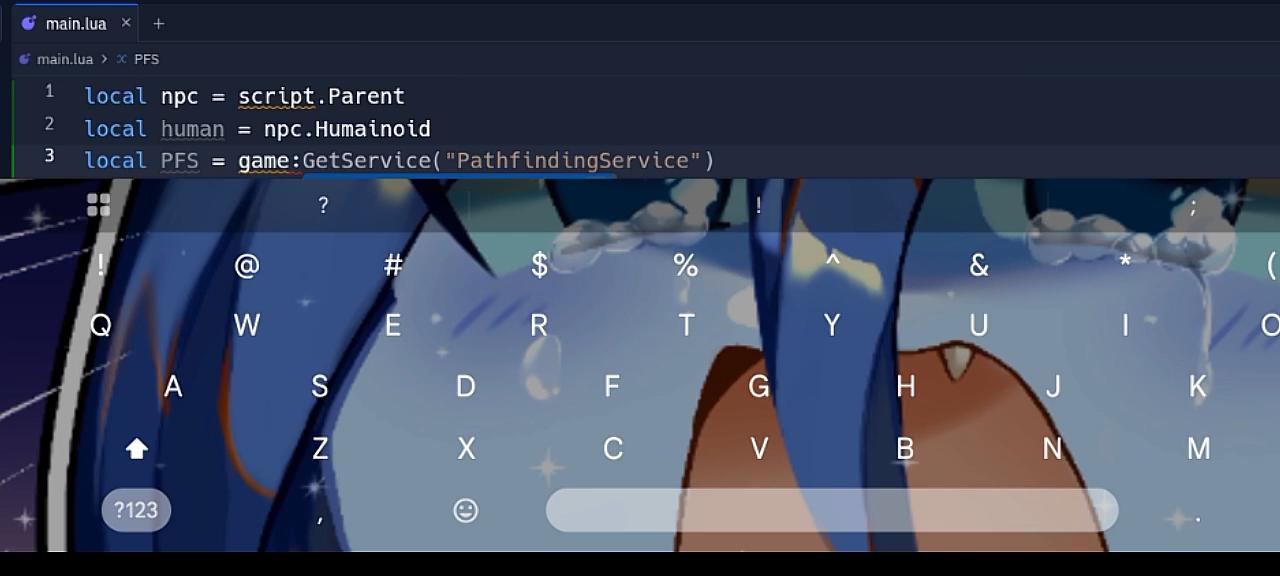 main.lua × +
main.lua > PFS
1 local npc = script.Parent
2 local human = npc.Humainoid
3 local PFS = game:GetService("PathfindingService")
? ! ;
! @ # $ % ^ & * (
Q W E R T Y U I O
A S D F G H J K
Z X C V B N M
?123 , .